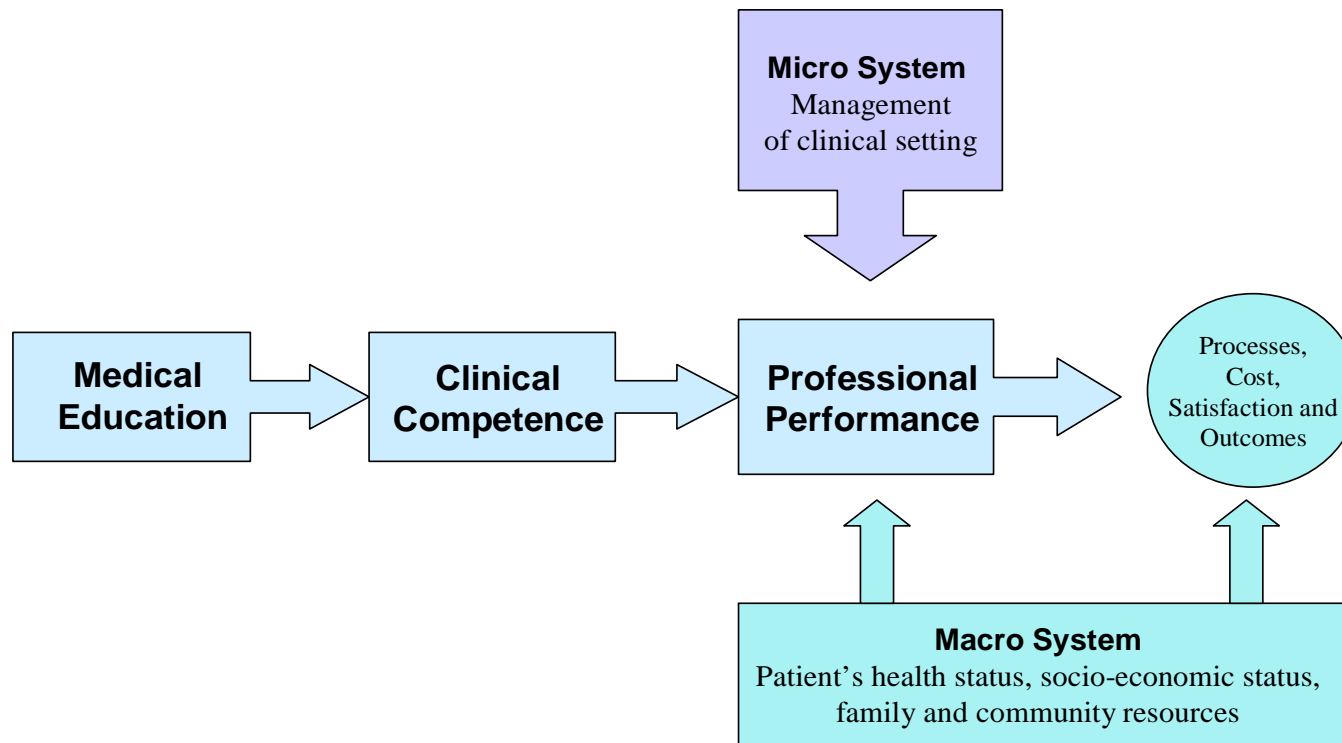 Micro System
Management
of clinical setting
Medical
Education
Clinical
Competence
Professional
Performance
Processes,
Cost,
Satisfaction and
Outcomes
Macro System
Patient’s health status, socio-economic status,
family and community resources